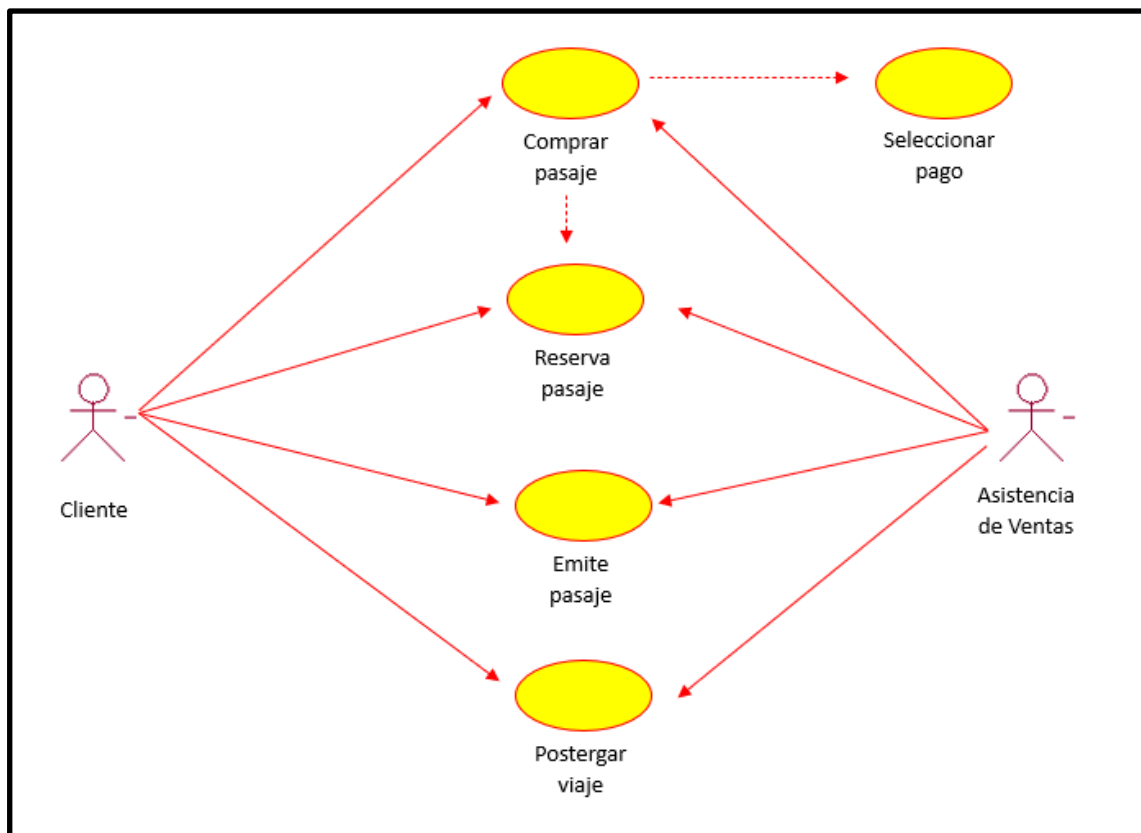 Comprar
pasaje
Seleccionar
pago
Reserva
pasaje
Cliente
Asistencia
de Ventas
Emite
pasaje
Postergar
viaje